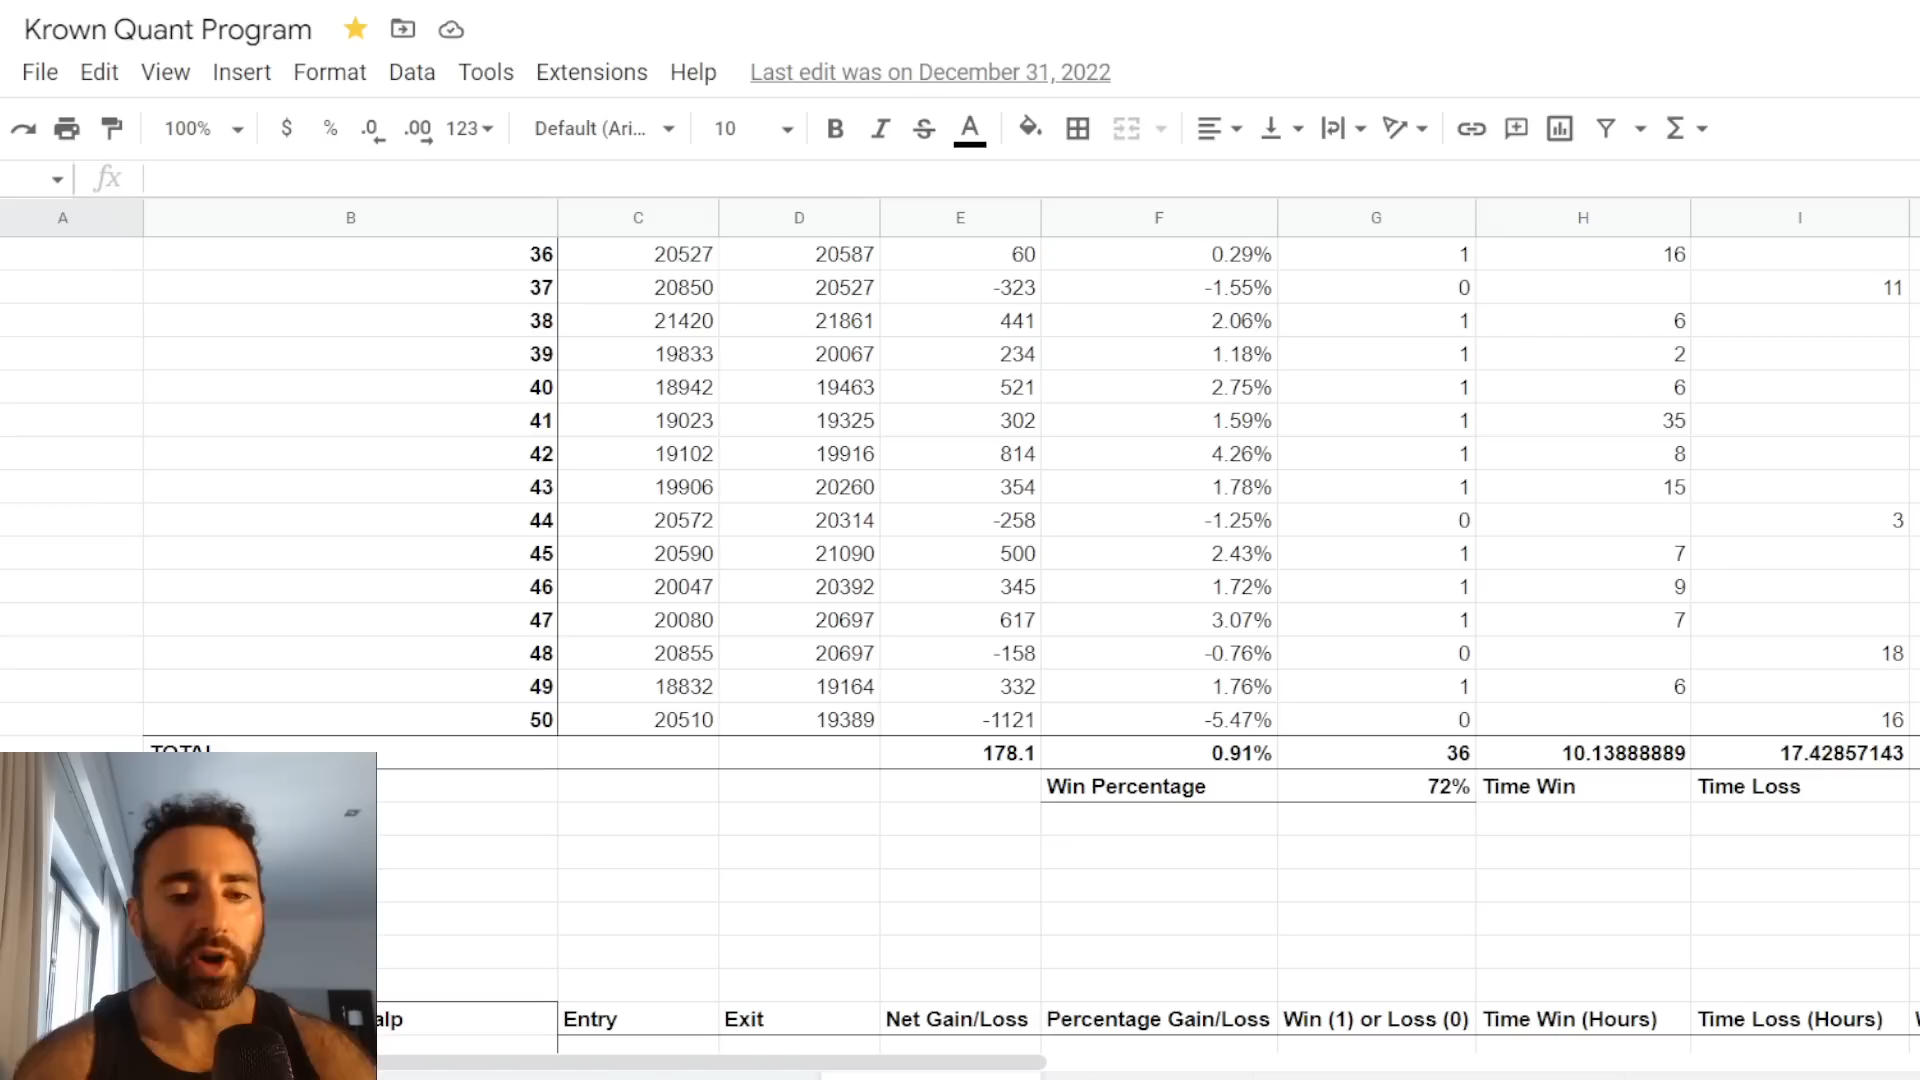 Krown Quant Program
File Edit View Insert Format Data Tools Extensions Help Last edit was on December 31, 2022
100% $ % .0 .00 123 Default (Ari... 10 B I S A
fx
A B C D E F G H I
36 20527 20587 60 0.29% 1 16
37 20850 20527 -323 -1.55% 0 11
38 21420 21861 441 2.06% 1 6
39 19833 20067 234 1.18% 1 2
40 18942 19463 521 2.75% 1 6
41 19023 19325 302 1.59% 1 35
42 19102 19916 814 4.26% 1 8
43 19906 20260 354 1.78% 1 15
44 20572 20314 -258 -1.25% 0 3
45 20590 21090 500 2.43% 1 7
46 20047 20392 345 1.72% 1 9
47 20080 20697 617 3.07% 1 7
48 20855 20697 -158 -0.76% 0 18
49 18832 19164 332 1.76% 1 6
50 20510 19389 -1121 -5.47% 0 16
TOTAL 178.1 0.91% 36 10.13888889 17.42857143
Win Percentage 72% Time Win Time Loss
alp Entry Exit Net Gain/Loss Percentage Gain/Loss Win (1) or Loss (0) Time Win (Hours) Time Loss (Hours)